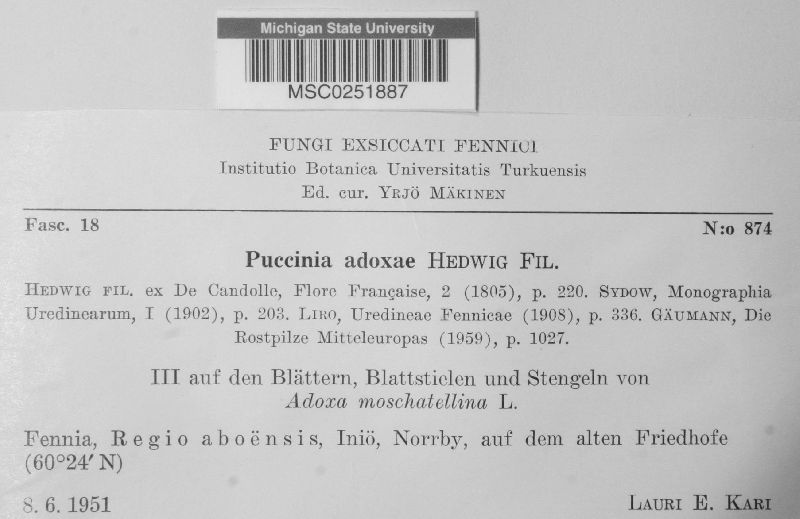 Michigan State University
MSC0251887
FUNGI EXSICCATI FENNICI
Institutio Botanica Universitatis Turkuensis
Ed. cur. YRJÖ MÄKINEN
Fasc. 18
N:o 874
Puccinia adoxae HEDWIG FIL.
HEDWIG FIL. ex De Candolle, Flore Française, 2 (1805), p. 220. SYDOW, Monographia
Uredinearum, I (1902), p. 203. LIRO, Uredineae Fennicae (1908), p. 336. GÄUMANN, Die
Rostpilze Mitteleuropas (1959), p. 1027.
III auf den Blättern, Blattstielen und Stengeln von
Adoxa moschatellina L.
Fennia, Regio aboënsis, Iniö, Norrby, auf dem alten Friedhofe
(60°24′ N)
8. 6. 1951
LAURI E. KARI